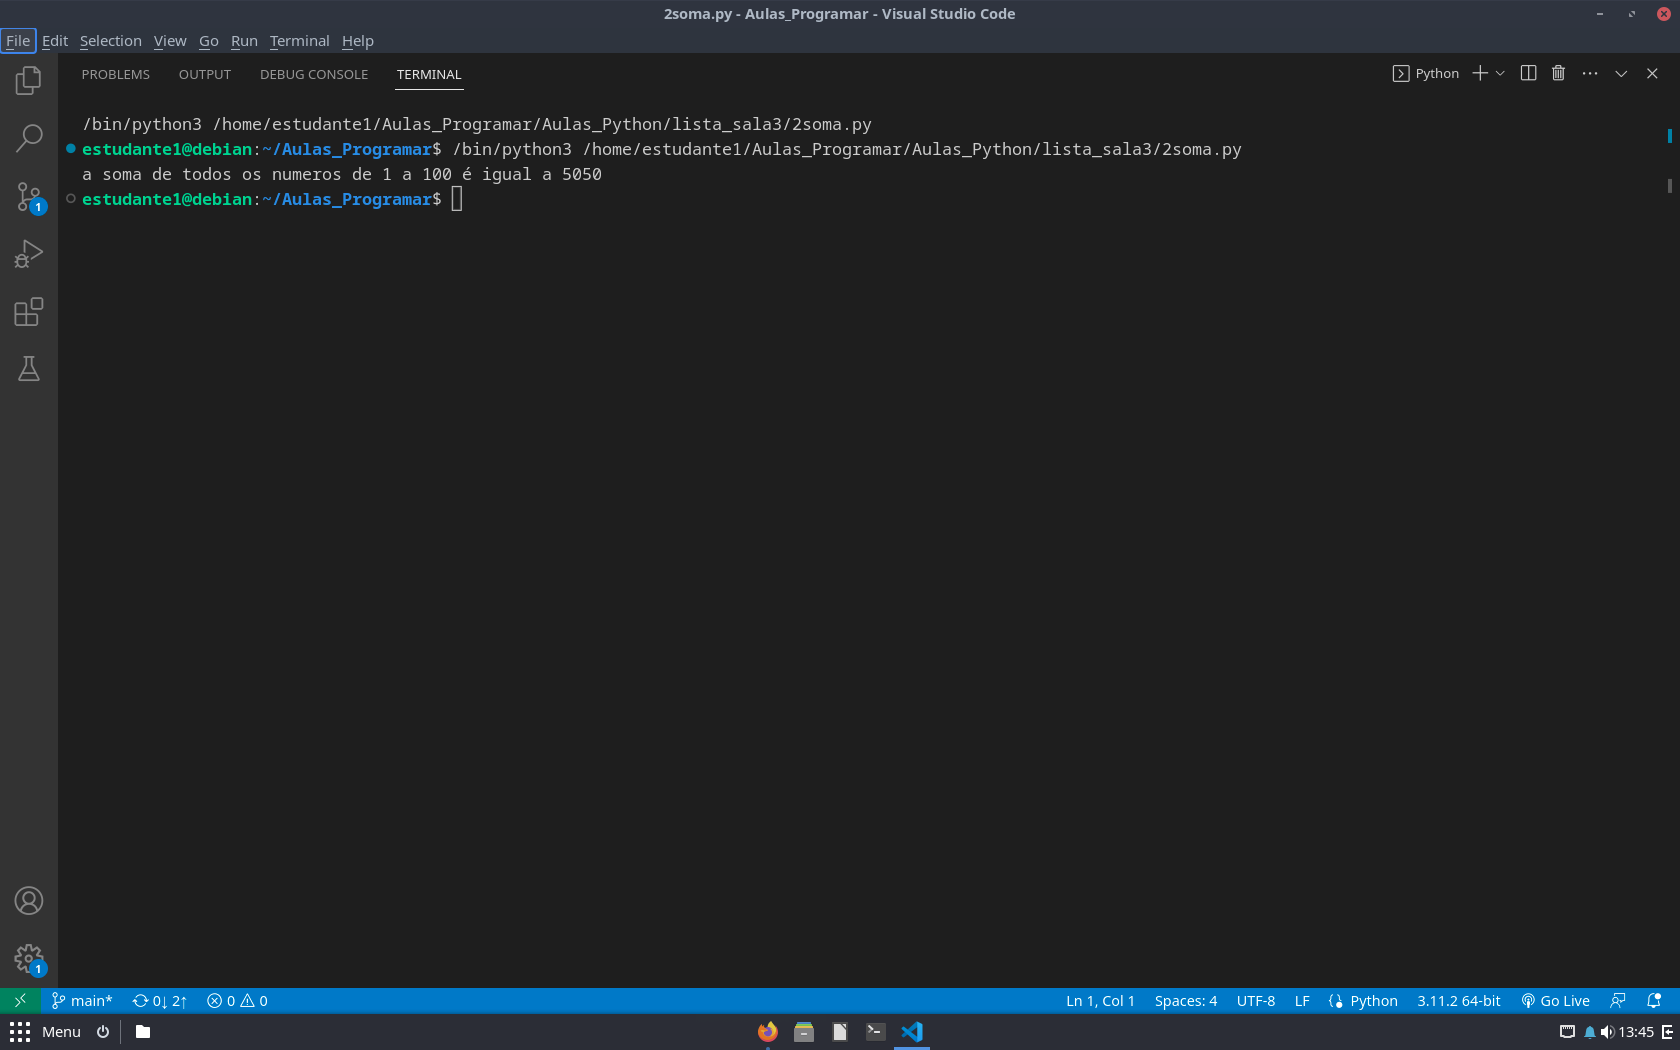 2soma.py - Aulas_Programar - Visual Studio Code
File Edit Selection View Go Run Terminal Help
PROBLEMS OUTPUT DEBUG CONSOLE TERMINAL Python
/bin/python3 /home/estudante1/Aulas_Programar/Aulas_Python/lista_sala3/2soma.py
estudante1@debian:~/Aulas_Programar$ /bin/python3 /home/estudante1/Aulas_Programar/Aulas_Python/lista_sala3/2soma.py
a soma de todos os numeros de 1 a 100 é igual a 5050
estudante1@debian:~/Aulas_Programar$
1
1
main* 0↓ 2↑ 0 0 Ln 1, Col 1 Spaces: 4 UTF-8 LF Python 3.11.2 64-bit Go Live
Menu 13:45